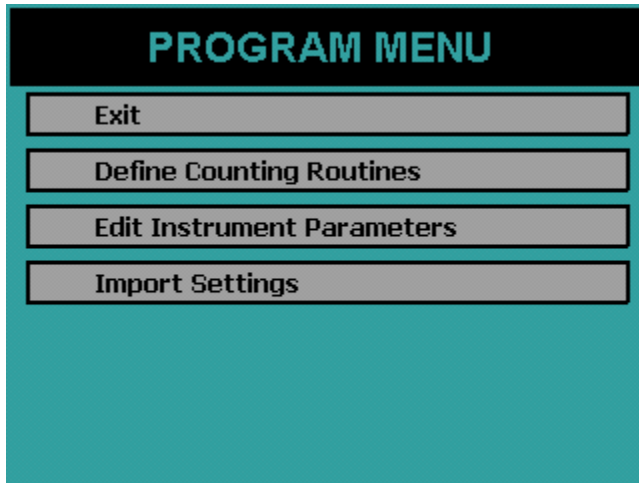 PROGRAM MENU
Exit
Define Counting Routines
Edit Instrument Parameters
Import Settings